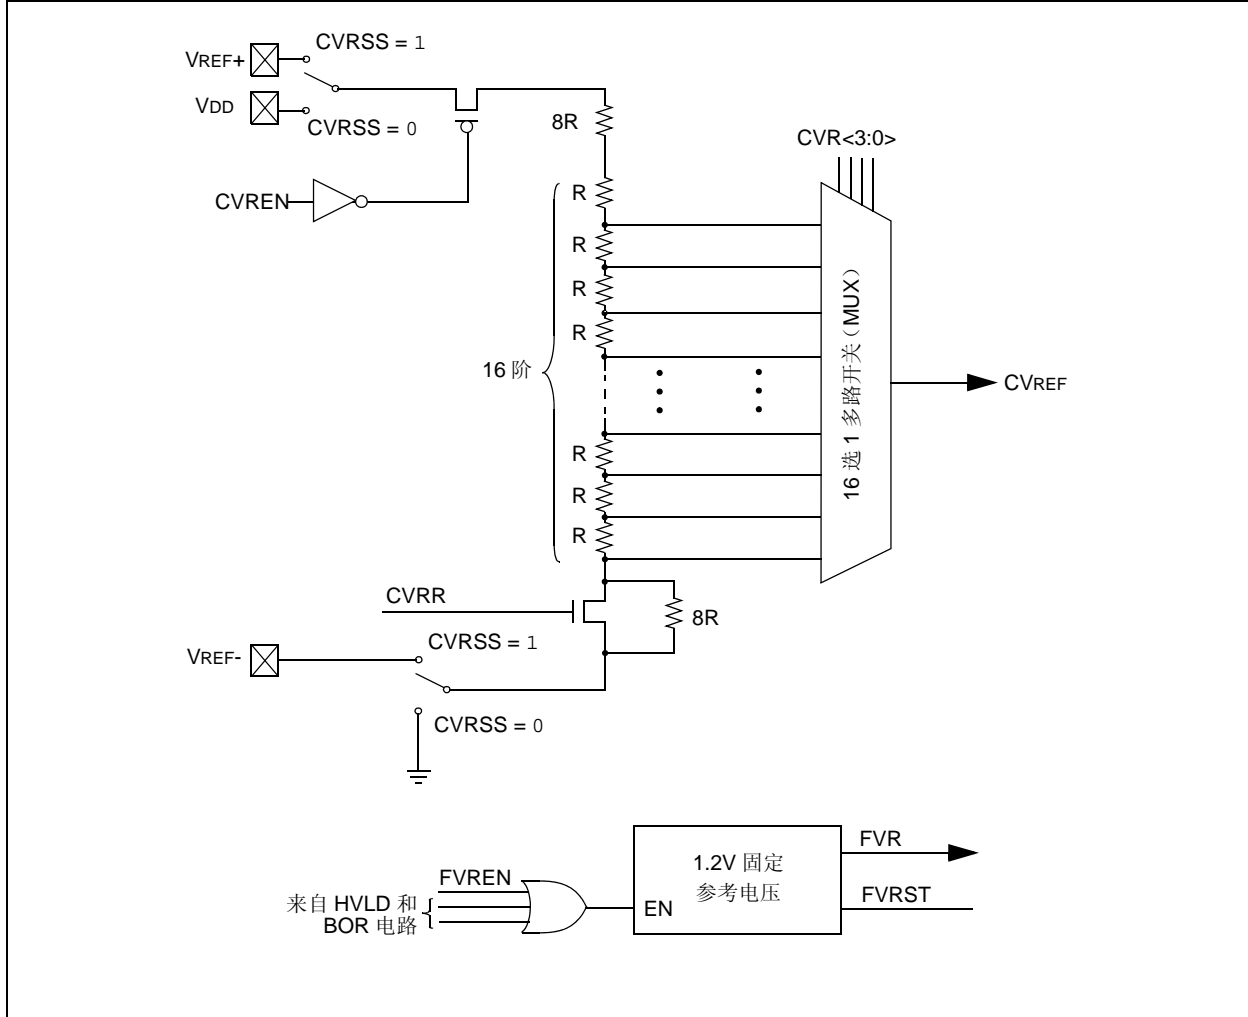 CVRSS = 1
VREF+
VDD
CVRSS = 0
8R
CVREN
CVR<3:0>
R
R
R
R
16 阶
16 选 1 多路开关（MUX）
CVREF
R
R
R
CVRR
8R
CVRSS = 1
VREF-
CVRSS = 0
FVREN
来自 HVLD 和
BOR 电路
EN
1.2V 固定
参考电压
FVR
FVRST